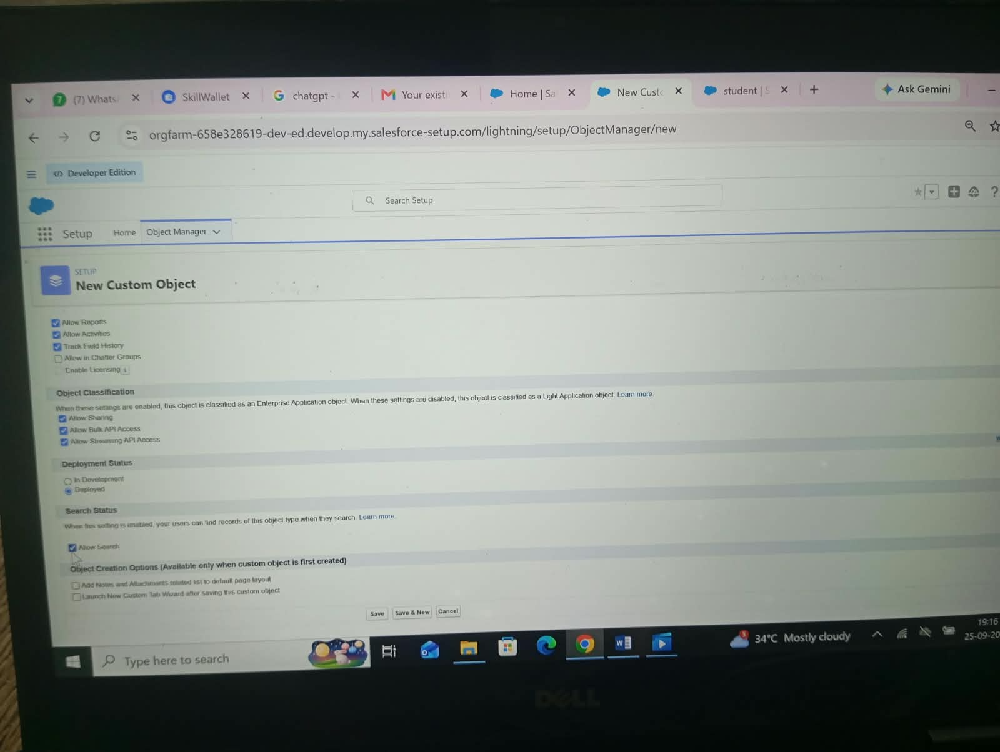 7 (7) Whats
SkillWallet
chatgpt -
Your existi
Home | Sa
New Custo
student | S
Ask Gemini
orgfarm-658e328619-dev-ed.develop.my.salesforce-setup.com/lightning/setup/ObjectManager/new
Developer Edition
Search Setup
Setup Home Object Manager
SETUP
New Custom Object
Allow Reports
Allow Activities
Track Field History
Allow in Chatter Groups
Enable Licensing i
Object Classification
When these settings are enabled, this object is classified as an Enterprise Application object. When these settings are disabled, this object is classified as a Light Application object. Learn more.
Allow Sharing
Allow Bulk API Access
Allow Streaming API Access
Deployment Status
In Development
Deployed
Search Status
When this setting is enabled, your users can find records of this object type when they search. Learn more.
Allow Search
Object Creation Options (Available only when custom object is first created)
Add Notes and Attachments related list to default page layout
Launch New Custom Tab Wizard after saving this custom object
Save Save & New Cancel
Type here to search
3 34°C Mostly cloudy
19:16
25-09-20
DELL